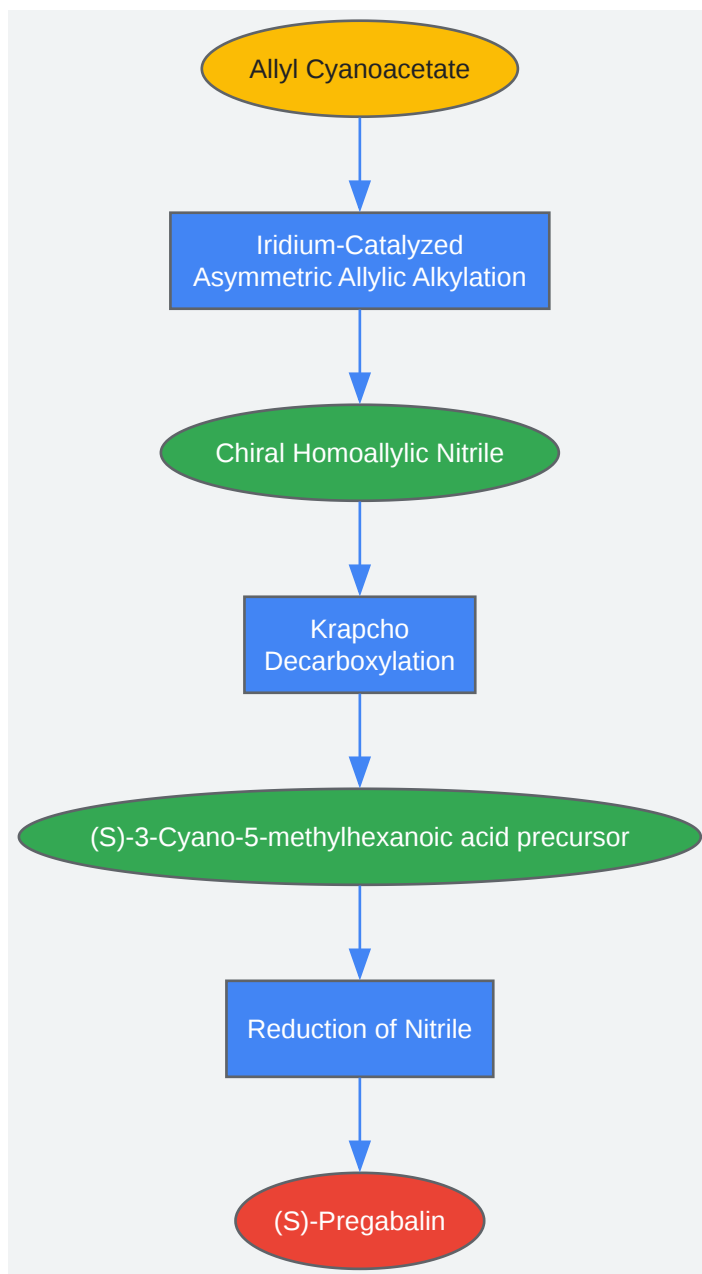 Allyl Cyanoacetate
Iridium-Catalyzed
Asymmetric Allylic Alkylation
Chiral Homoallylic Nitrile
Krapcho
Decarboxylation
(S)-3-Cyano-5-methylhexanoic acid precursor
Reduction of Nitrile
(S)-Pregabalin